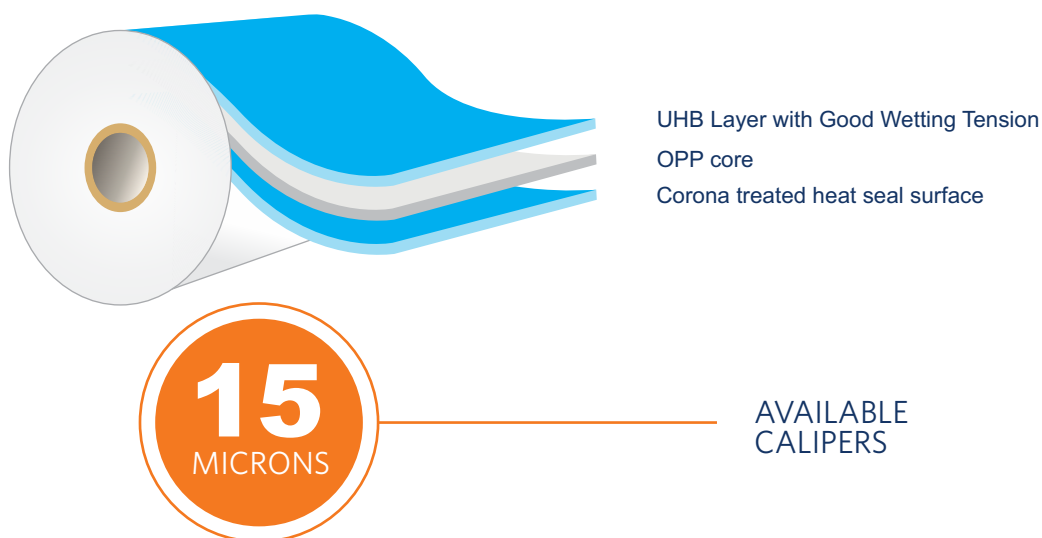 UHB Layer with Good Wetting Tension
OPP core
Corona treated heat seal surface
15
MICRONS
AVAILABLE
CALIPERS